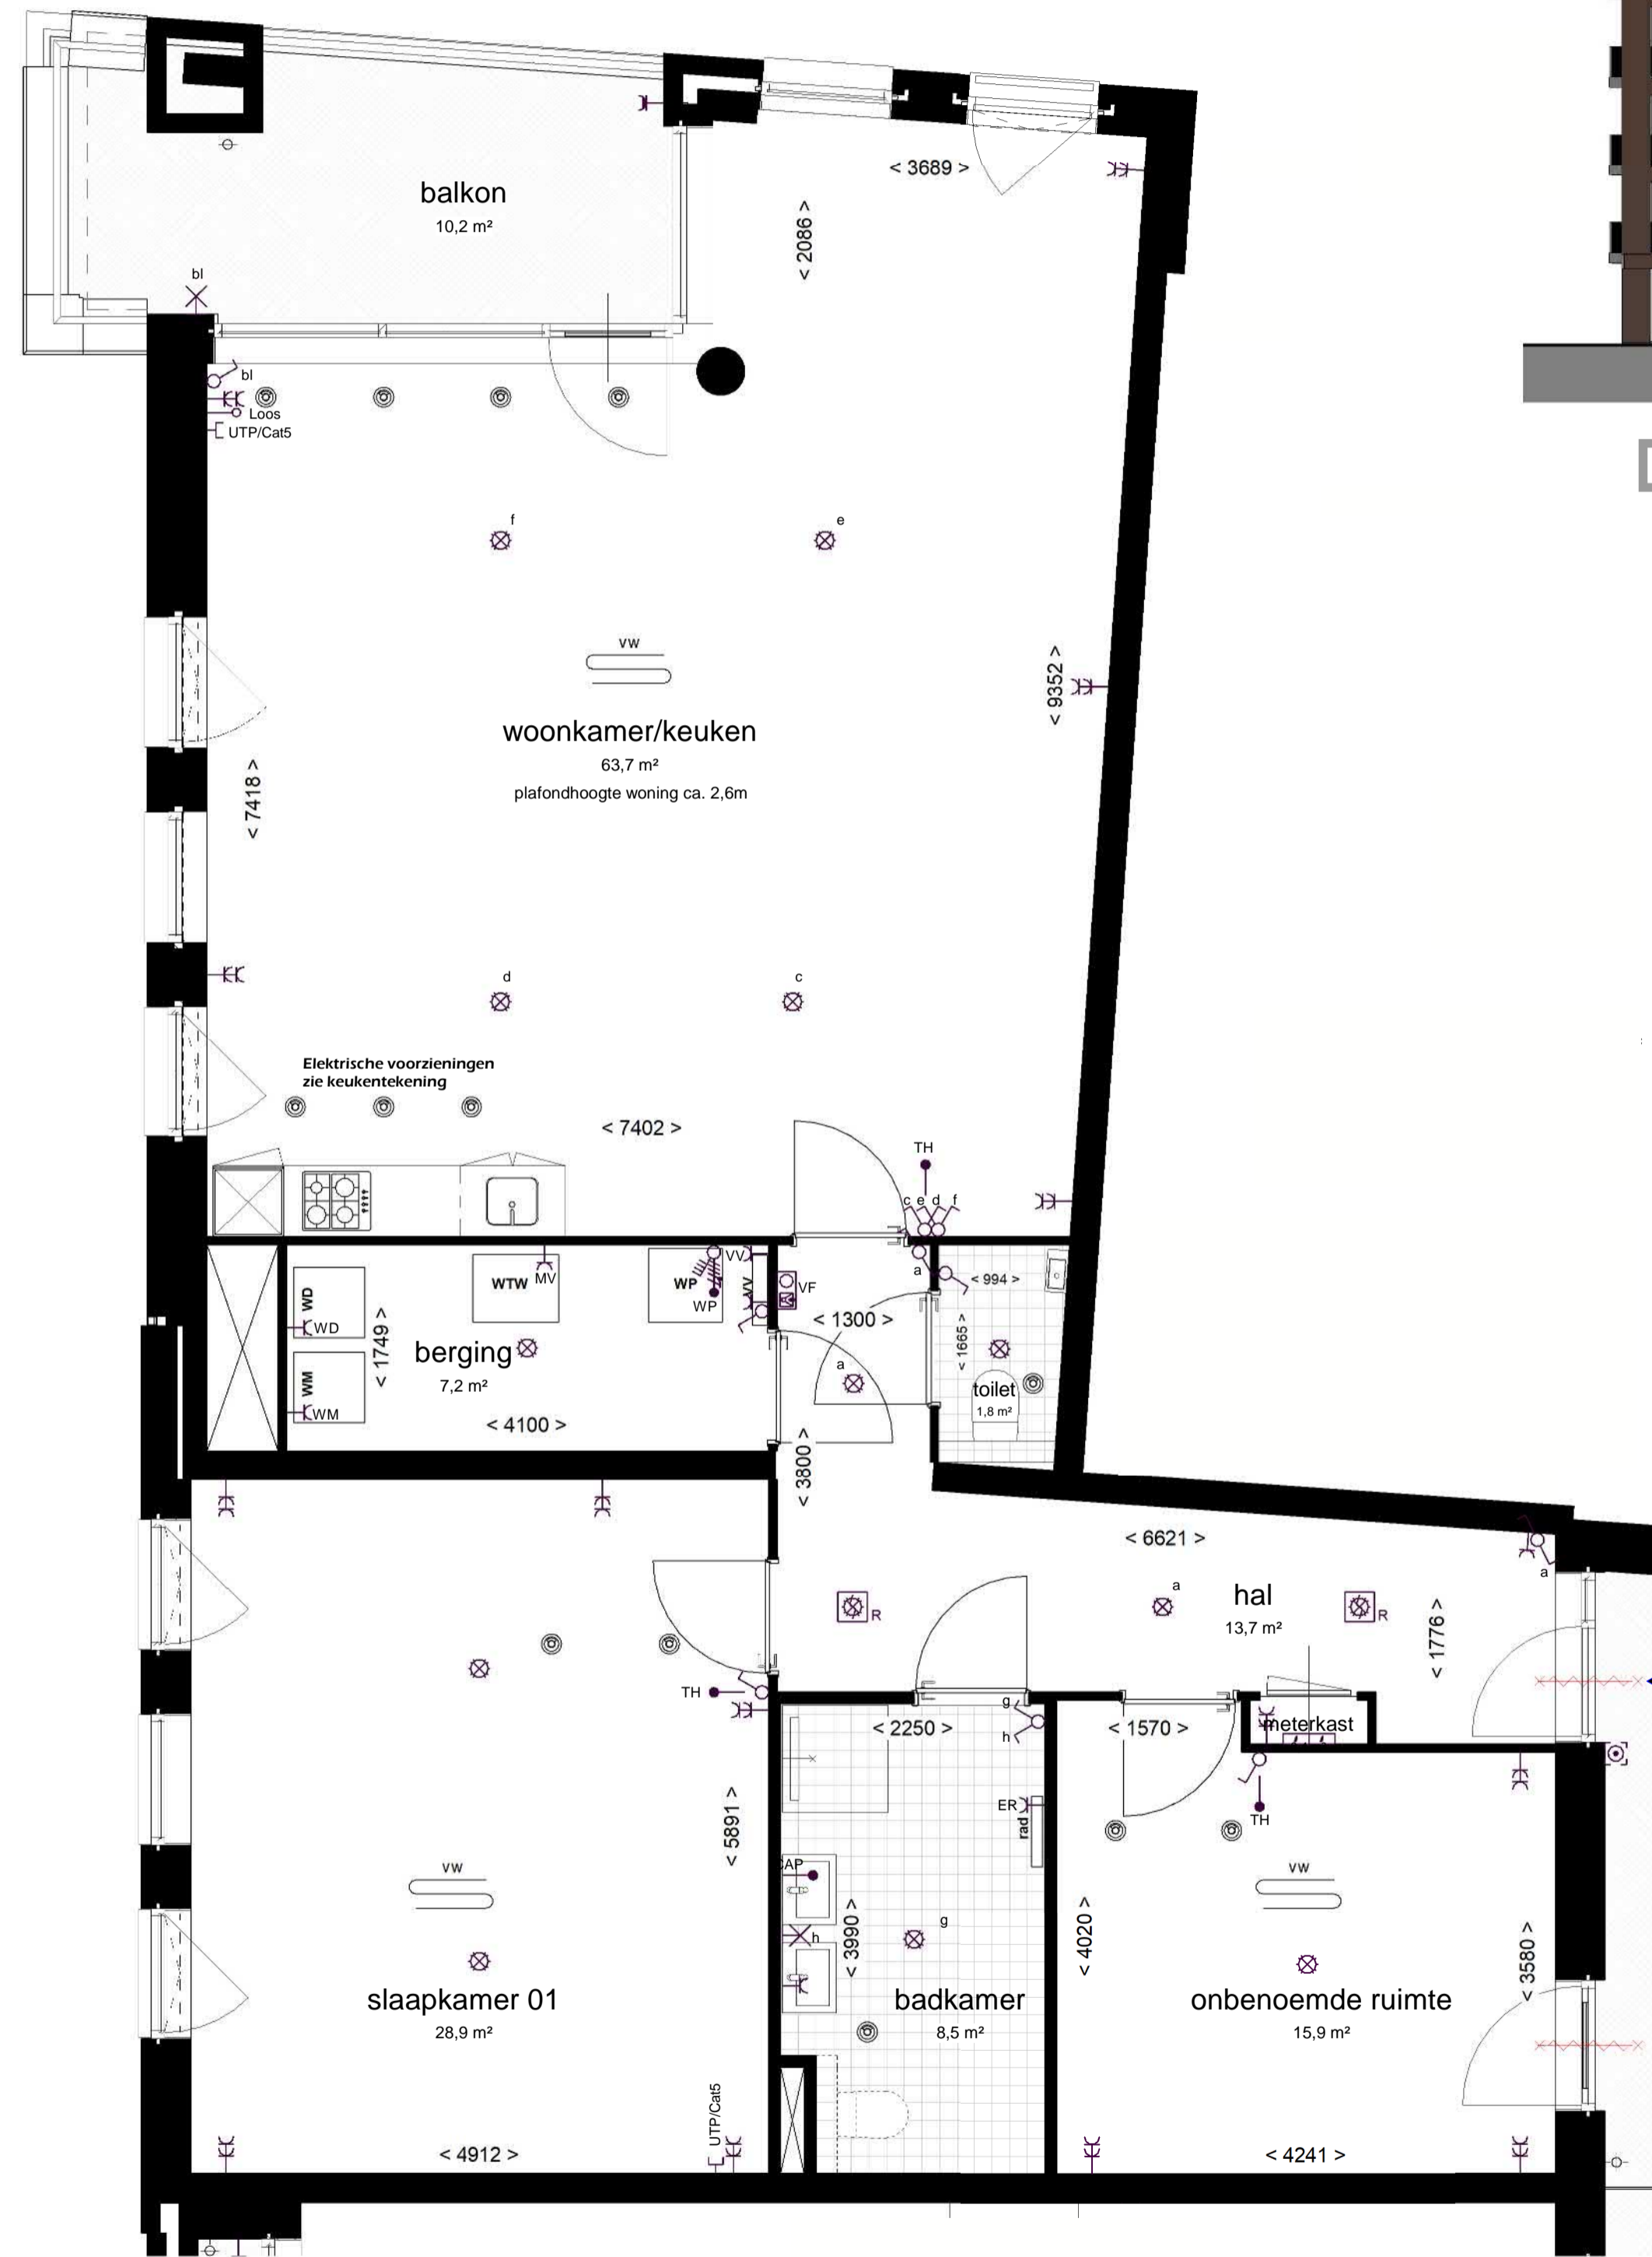 < 3689 >
balkon
10,2 m²
< 2086 >
bl
bl
Loos
UTP/Cat5
f
e
vw
woonkamer/keuken
63,7 m²
plafondhoogte woning ca. 2,6m
< 9352 >
< 7418 >
d
c
Elektrische voorzieningen
zie keukentekening
< 7402 >
TH
c e d f
WTW
MV
WP
VV
VV
WP
VF
a
< 994 >
WD
WD
< 1749 >
berging
7,2 m²
< 1300 >
< 1665 >
a
toilet
1,8 m²
WM
WM
< 4100 >
< 3800 >
< 6621 >
a
a
hal
13,7 m²
R
R
< 1776 >
TH
g
h
< 2250 >
< 1570 >
meterkast
ER
rad
TH
< 5891 >
vw
vw
h
g
< 3990 >
< 4020 >
< 3580 >
slaapkamer 01
28,9 m²
badkamer
8,5 m²
onbenoemde ruimte
15,9 m²
UTP/Cat5
< 4912 >
< 4241 >